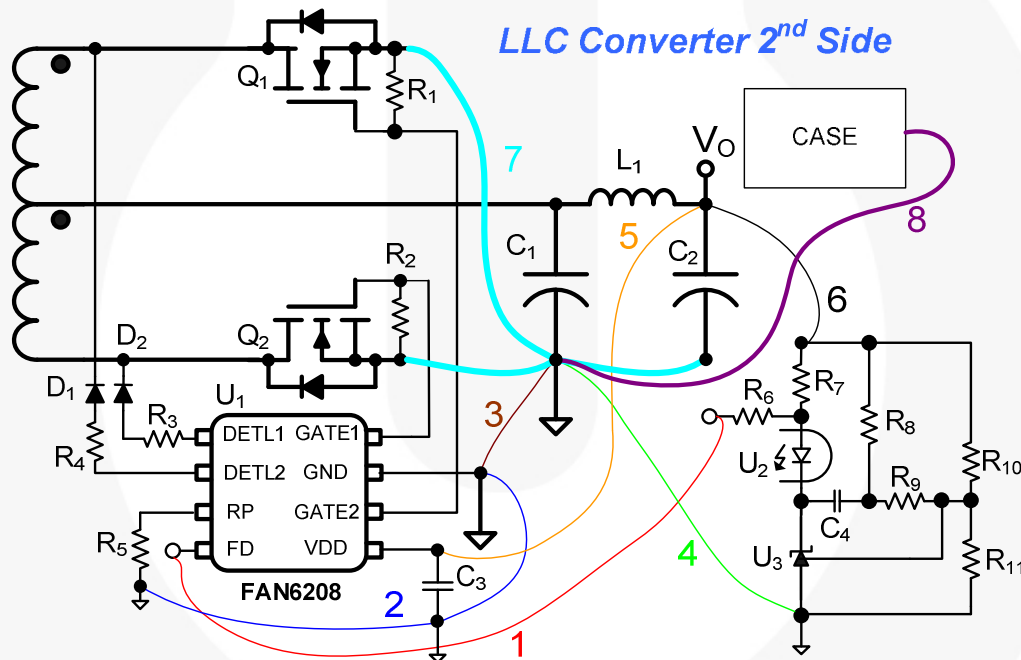 LLC Converter 2nd Side
Q1
R1
CASE
VO
7
L1
8
5
C1
C2
R2
6
Q2
D2
D1
U1
R7
R6
R8
3
R3
DETL1
GATE1
R4
DETL2
GND
U2
R10
R9
RP
GATE2
C4
R5
FD
VDD
4
U3
R11
C3
FAN6208
2
1